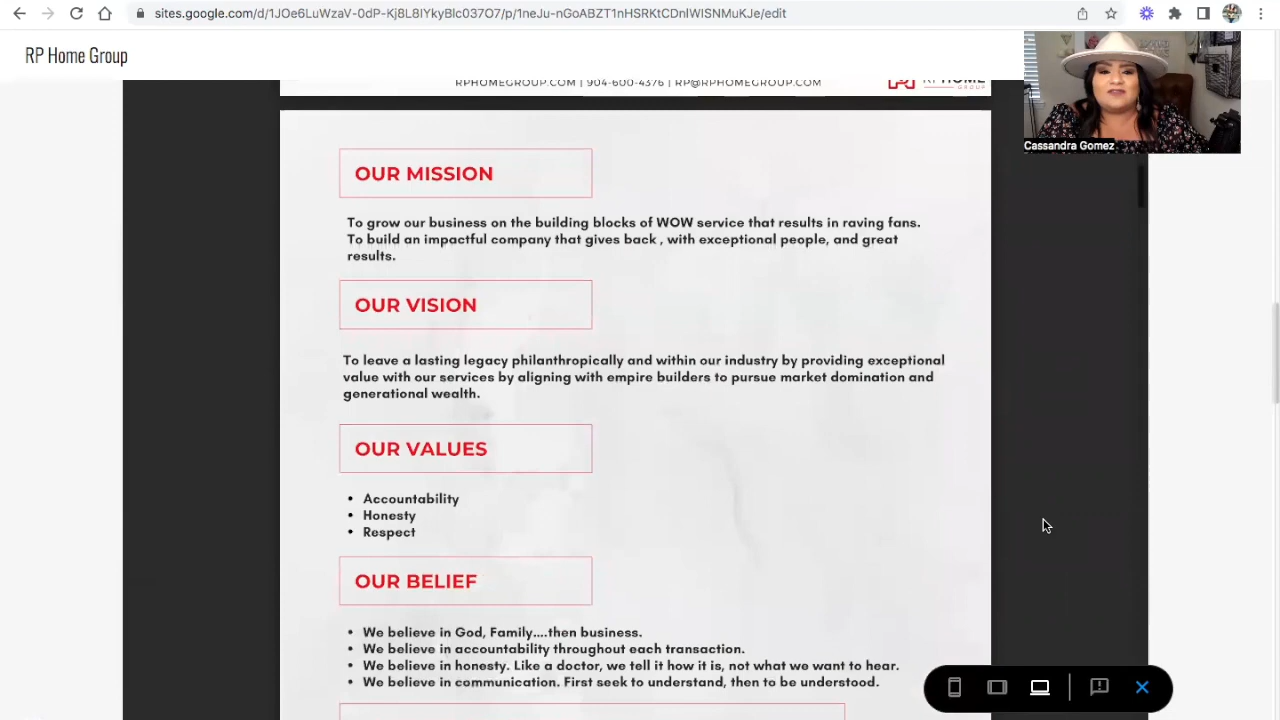 sites.google.com/d/1JOe6LuWzaV-0dP-Kj8L8IYkyBlc037O7/p/1neJu-nGoABZT1nHSRKtCDnlWISNMuKJe/edit
RP Home Group
Cassandra Gomez
RPHOMEGROUP.COM | 904-600-4376 | RP@RPHOMEGROUP.COM
RP HOME
GROUP
OUR MISSION
To grow our business on the building blocks of WOW service that results in raving fans.
To build an impactful company that gives back , with exceptional people, and great
results.
OUR VISION
To leave a lasting legacy philanthropically and within our industry by providing exceptional
value with our services by aligning with empire builders to pursue market domination and
generational wealth.
OUR VALUES
• Accountability
• Honesty
• Respect
OUR BELIEF
• We believe in God, Family....then business.
• We believe in accountability throughout each transaction.
• We believe in honesty. Like a doctor, we tell it how it is, not what we want to hear.
• We believe in communication. First seek to understand, then to be understood.